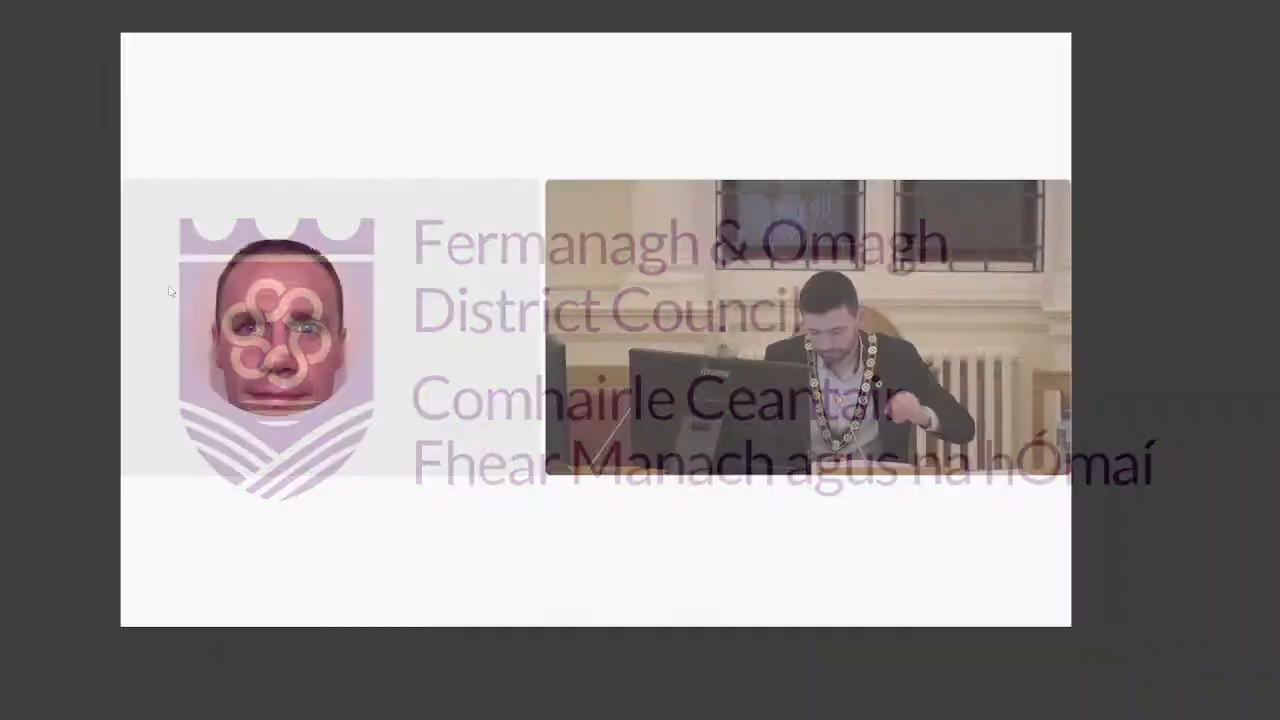 Fermanagh & Omagh
District Council
Comhairle Ceantair
Fhear Manach agus na hÓmaí